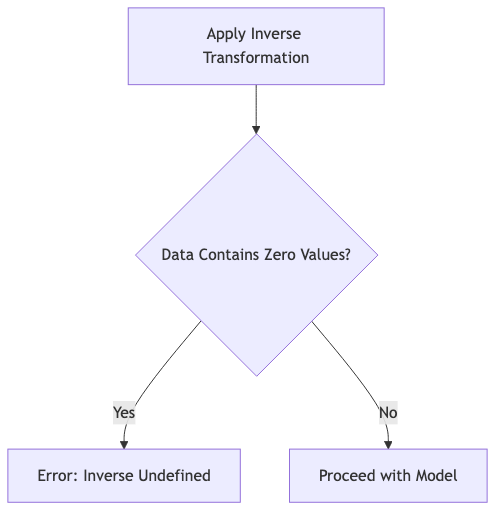 Apply Inverse
Transformation
Data Contains Zero Values?
Yes
No
Error: Inverse Undefined
Proceed with Model